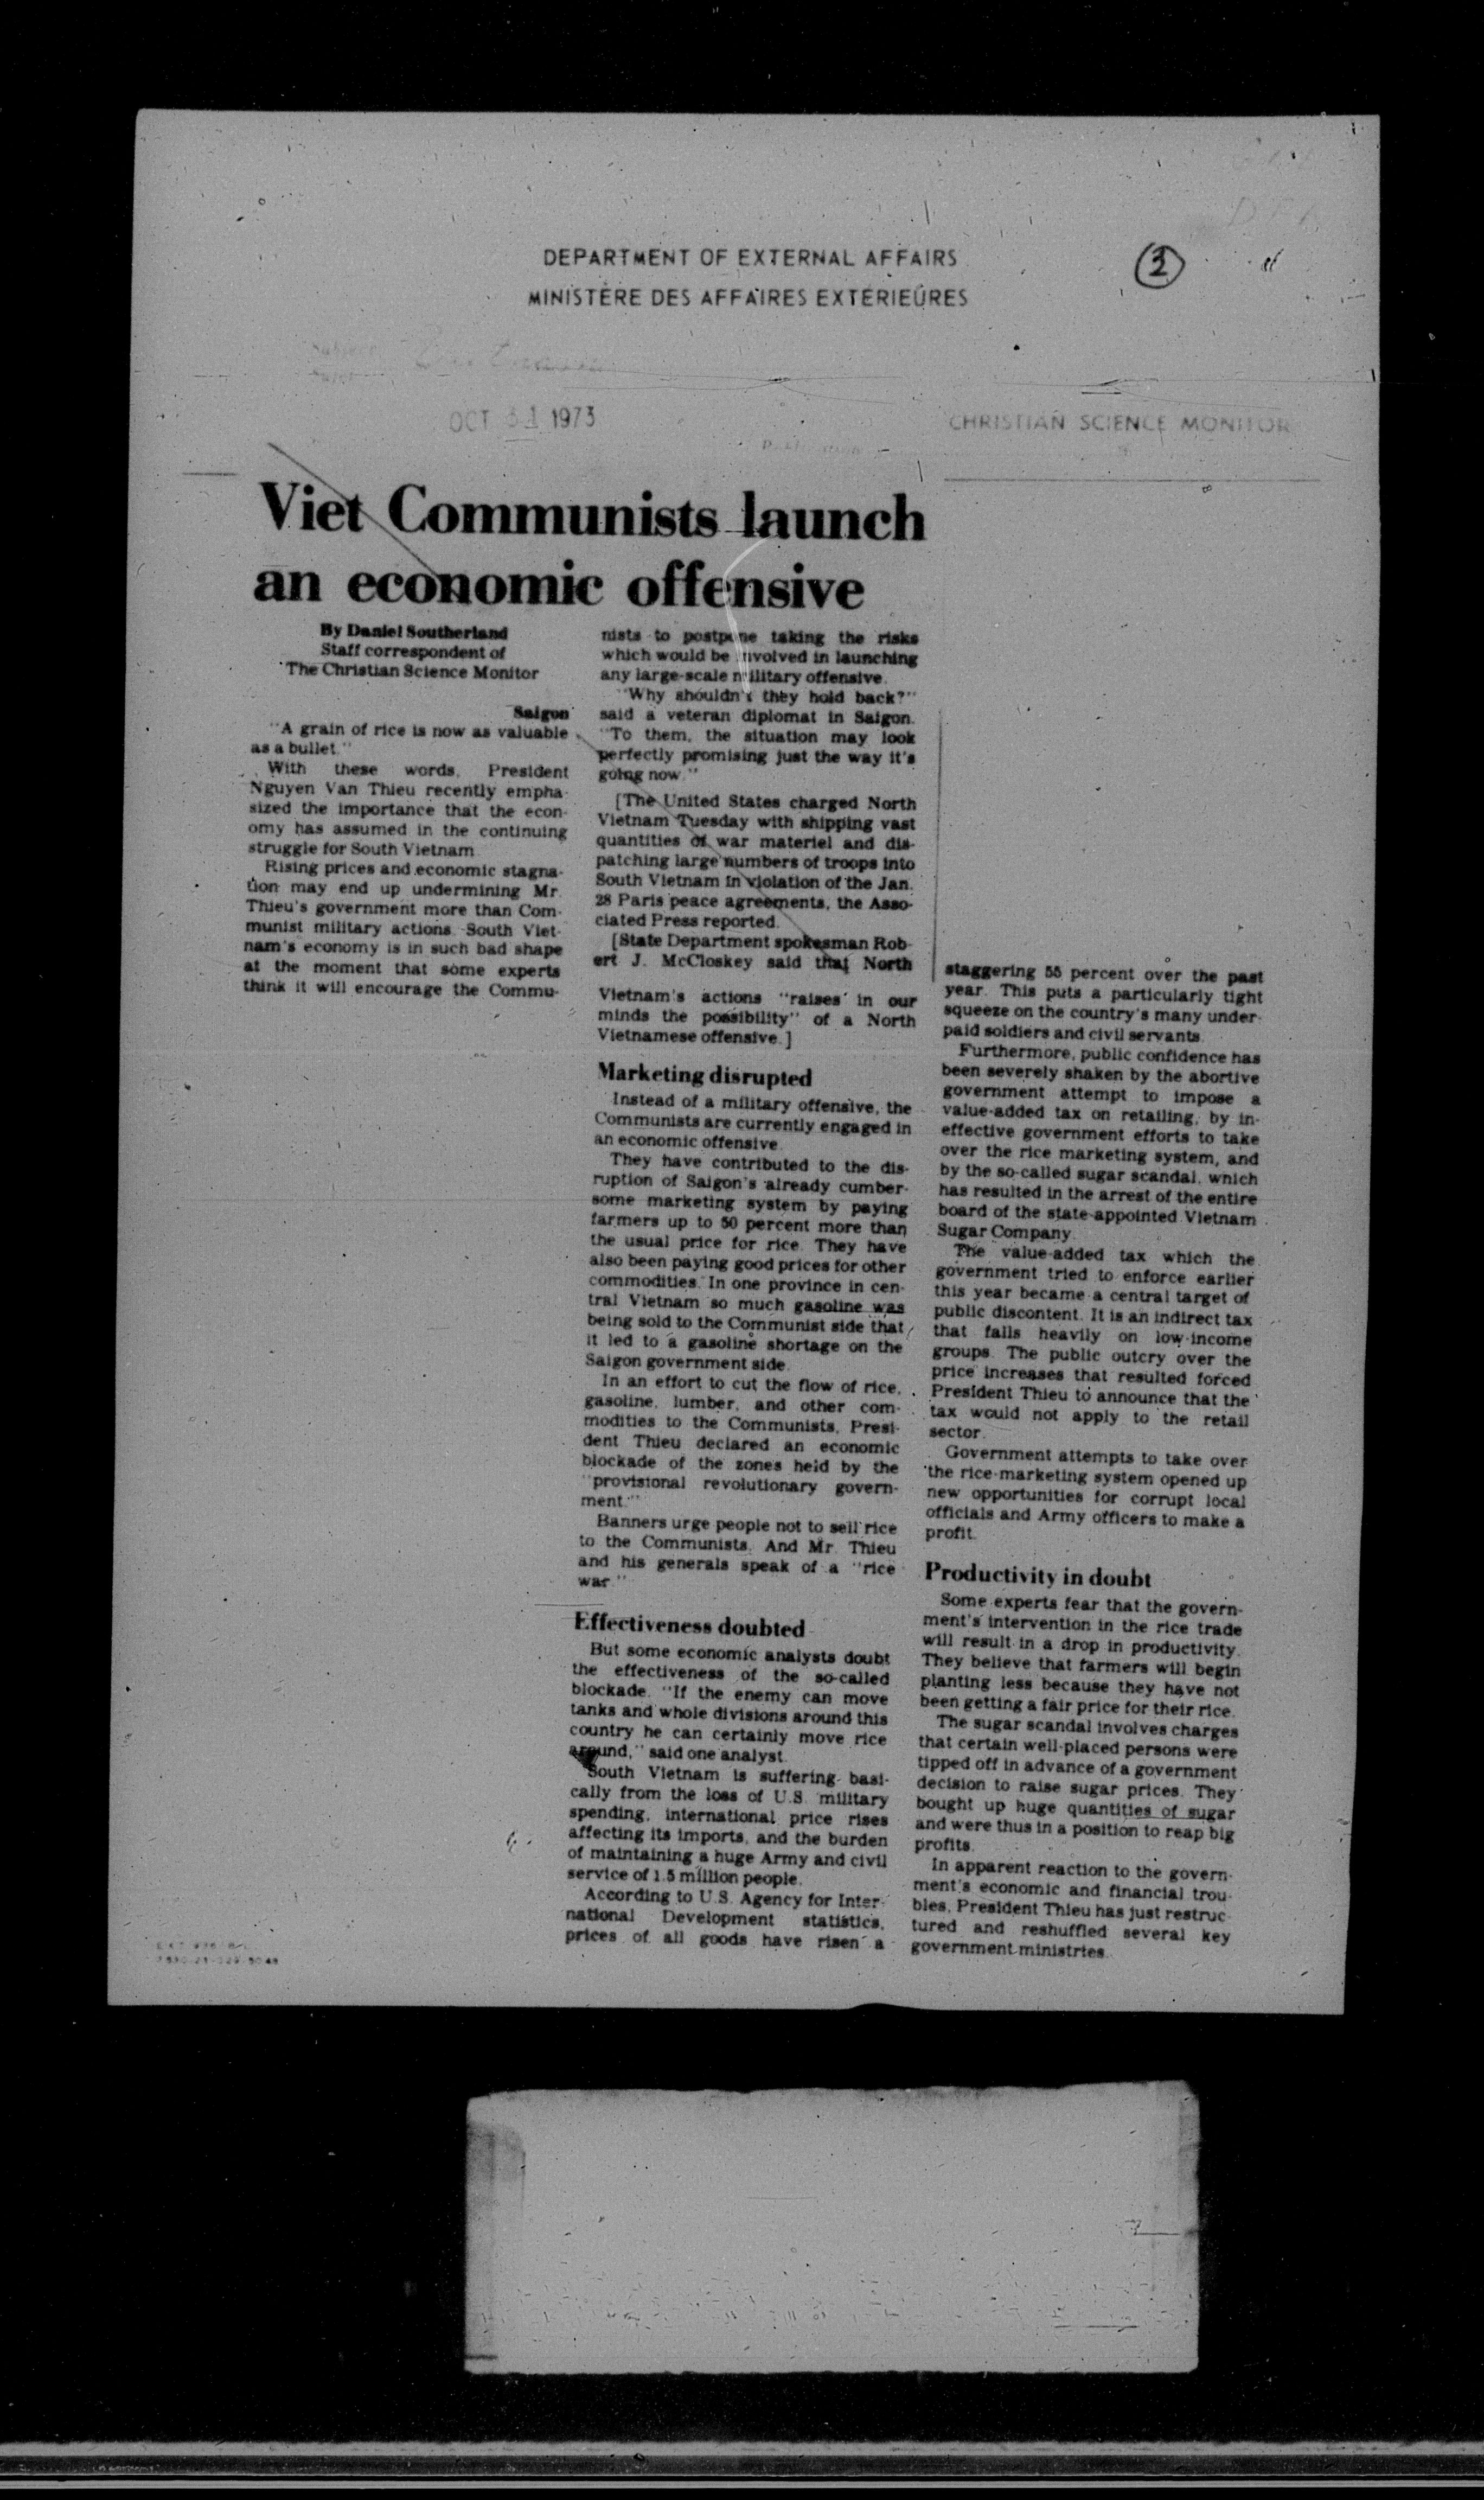 DEPARTMENT OF EXTERNAL AFFAIRS
MINISTÈRE DES AFFAIRES EXTÉRIEÛRES
3
OCT 31 1973
CHRISTIAN SCIENCE MONITOR
Viet Communists launch
an economic offensive
By Daniel Southerland
Staff correspondent of
The Christian Science Monitor
Saigon
"A grain of rice is now as valuable
as a bullet."
With these words, President
Nguyen Van Thieu recently empha-
sized the importance that the econ-
omy has assumed in the continuing
struggle for South Vietnam.
Rising prices and economic stagna-
tion may end up undermining Mr.
Thieu's government more than Com-
munist military actions. South Viet-
nam's economy is in such bad shape
at the moment that some experts
think it will encourage the Commu-
nists to postpone taking the risks
which would be involved in launching
any large-scale military offensive.
"Why shouldn't they hold back?"
said a veteran diplomat in Saigon.
"To them, the situation may look
perfectly promising just the way it's
going now."
[The United States charged North
Vietnam Tuesday with shipping vast
quantities of war materiel and dis-
patching large numbers of troops into
South Vietnam in violation of the Jan.
28 Paris peace agreements, the Asso-
ciated Press reported.
[State Department spokesman Rob-
ert J. McCloskey said that North
Vietnam's actions "raises in our
minds the possibility" of a North
Vietnamese offensive.]
Marketing disrupted
Instead of a military offensive, the
Communists are currently engaged in
an economic offensive.
They have contributed to the dis-
ruption of Saigon's already cumber-
some marketing system by paying
farmers up to 50 percent more than
the usual price for rice. They have
also been paying good prices for other
commodities. In one province in cen-
tral Vietnam so much gasoline was
being sold to the Communist side that
it led to a gasoline shortage on the
Saigon government side.
In an effort to cut the flow of rice,
gasoline, lumber, and other com-
modities to the Communists, Presi-
dent Thieu declared an economic
blockade of the zones held by the
"provisional revolutionary govern-
ment."
Banners urge people not to sell rice
to the Communists. And Mr. Thieu
and his generals speak of a "rice
war."
Effectiveness doubted
But some economic analysts doubt
the effectiveness of the so-called
blockade. "If the enemy can move
tanks and whole divisions around this
country he can certainly move rice
around," said one analyst.
South Vietnam is suffering basi-
cally from the loss of U.S. military
spending, international price rises
affecting its imports, and the burden
of maintaining a huge Army and civil
service of 1.5 million people.
According to U.S. Agency for Inter-
national Development statistics,
prices of all goods have risen a
staggering 55 percent over the past
year. This puts a particularly tight
squeeze on the country's many under-
paid soldiers and civil servants.
Furthermore, public confidence has
been severely shaken by the abortive
government attempt to impose a
value-added tax on retailing, by in-
effective government efforts to take
over the rice marketing system, and
by the so-called sugar scandal, which
has resulted in the arrest of the entire
board of the state-appointed Vietnam
Sugar Company.
The value-added tax which the
government tried to enforce earlier
this year became a central target of
public discontent. It is an indirect tax
that falls heavily on low-income
groups. The public outcry over the
price increases that resulted forced
President Thieu to announce that the
tax would not apply to the retail
sector.
Government attempts to take over
the rice-marketing system opened up
new opportunities for corrupt local
officials and Army officers to make a
profit.
Productivity in doubt
Some experts fear that the govern-
ment's intervention in the rice trade
will result in a drop in productivity.
They believe that farmers will begin
planting less because they have not
been getting a fair price for their rice.
The sugar scandal involves charges
that certain well-placed persons were
tipped off in advance of a government
decision to raise sugar prices. They
bought up huge quantities of sugar
and were thus in a position to reap big
profits.
In apparent reaction to the govern-
ment's economic and financial trou-
bles, President Thieu has just restruc-
tured and reshuffled several key
government ministries.